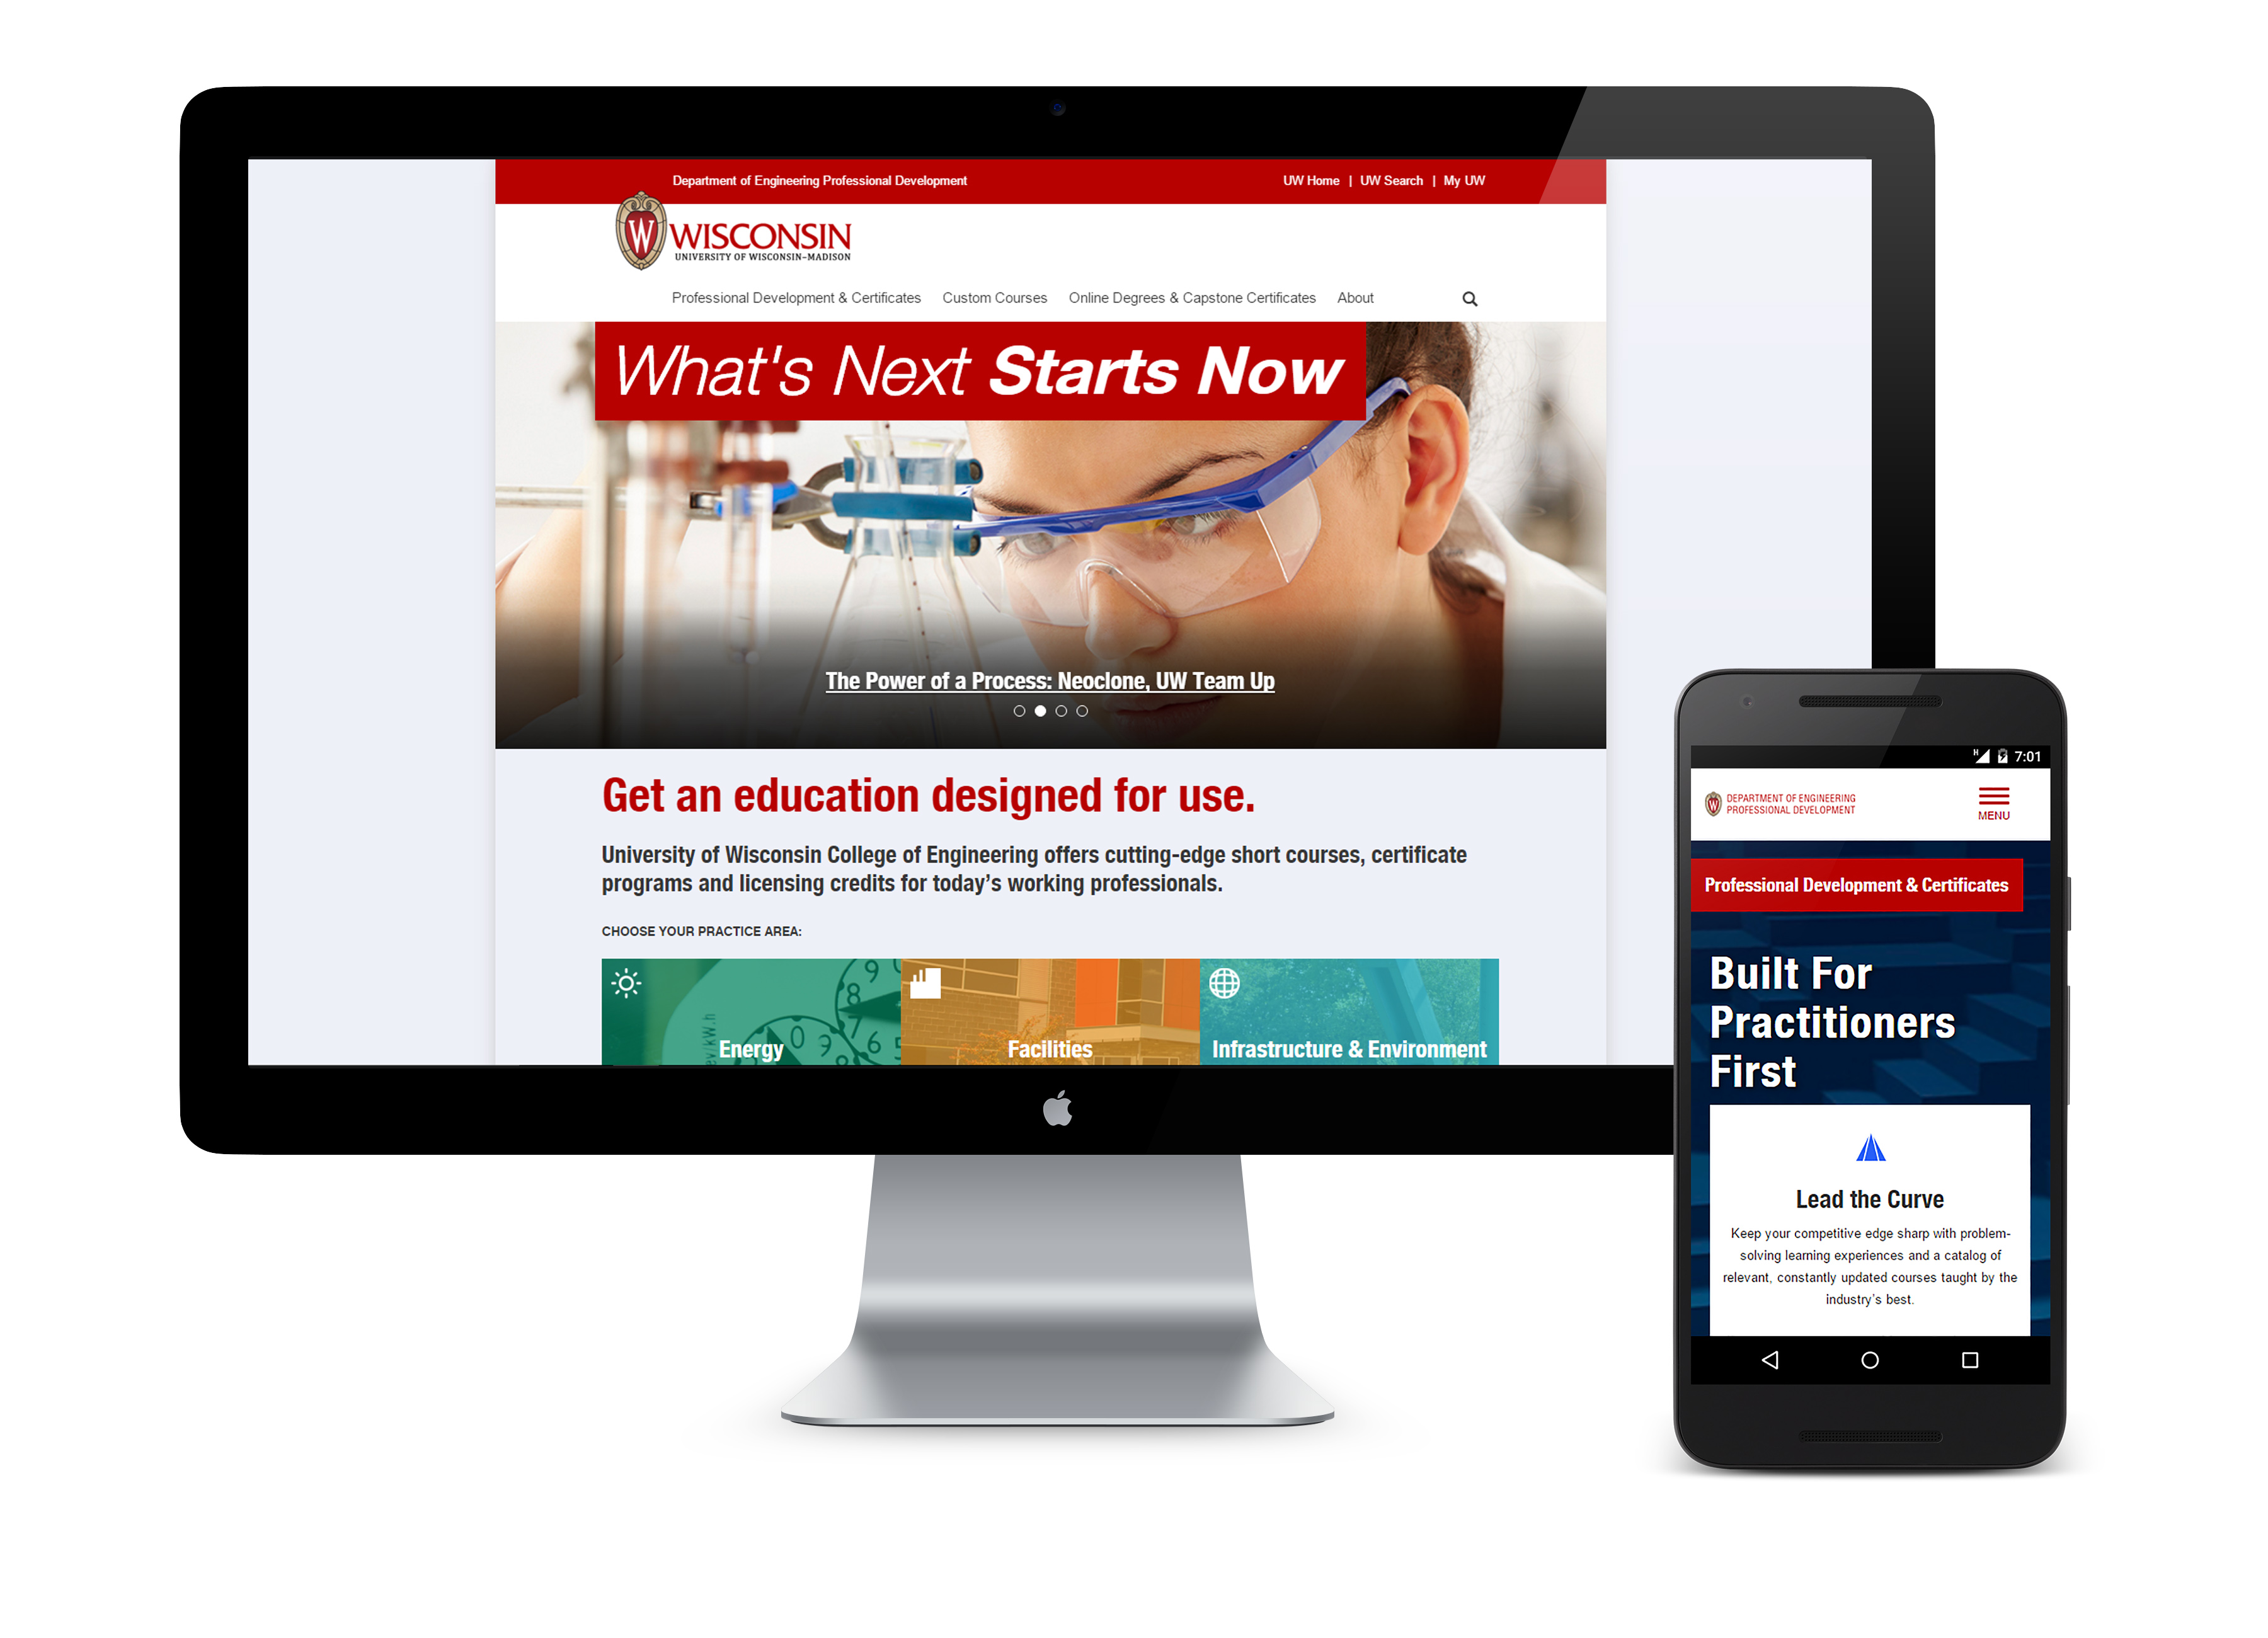 Department of Engineering Professional Development
UW Home | UW Search | My UW
W
WISCONSIN
UNIVERSITY OF WISCONSIN–MADISON
Professional Development & Certificates Custom Courses Online Degrees & Capstone Certificates About
What's Next Starts Now
The Power of a Process: Neoclone, UW Team Up
Get an education designed for use.
University of Wisconsin College of Engineering offers cutting-edge short courses, certificate
programs and licensing credits for today’s working professionals.
CHOOSE YOUR PRACTICE AREA:
Energy
Facilities
Infrastructure & Environment
H 7:01
W
DEPARTMENT OF ENGINEERING
PROFESSIONAL DEVELOPMENT
MENU
Professional Development & Certificates
Built For
Practitioners
First
Lead the Curve
Keep your competitive edge sharp with problem-
solving learning experiences and a catalog of
relevant, constantly updated courses taught by the
industry’s best.